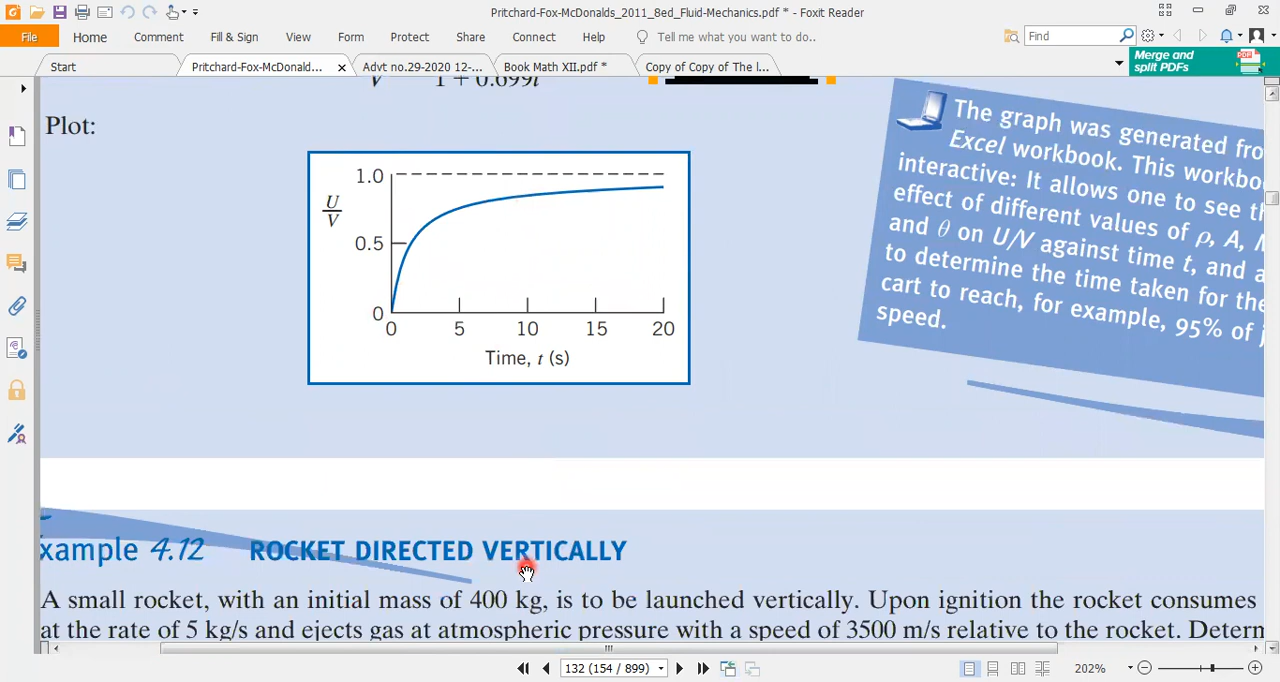 Pritchard-Fox-McDonalds_2011_8ed_Fluid-Mechanics.pdf * - Foxit Reader
File Home Comment Fill & Sign View Form Protect Share Connect Help Tell me what you want to do.. Find
Start Pritchard-Fox-McDonald... Advt no.29-2020 12-... Book Math XII.pdf * Copy of Copy of The l...
Merge and
split PDFs
V 1 + 0.699t
Plot:
1.0
U
V
0.5
0
0 5 10 15 20
Time, t (s)
The graph was generated fro
Excel workbook. This workbo
interactive: It allows one to see th
effect of different values of ρ, A,
and θ on U/V against time t, and a
to determine the time taken for the
cart to reach, for example, 95% of j
speed.
xample 4.12 ROCKET DIRECTED VERTICALLY
A small rocket, with an initial mass of 400 kg, is to be launched vertically. Upon ignition the rocket consumes
at the rate of 5 kg/s and ejects gas at atmospheric pressure with a speed of 3500 m/s relative to the rocket. Determ
132 (154 / 899) 202%